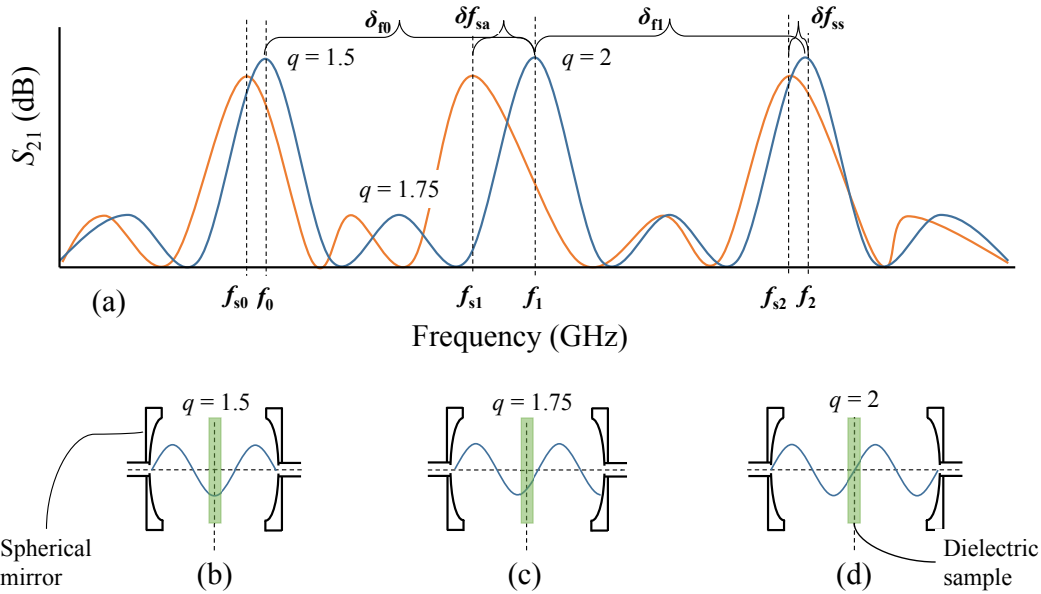 δf0 δfsa δf1 δfss
q = 1.5 q = 2
S21 (dB)
q = 1.75
(a) fs0 f0 fs1 f1 fs2 f2
Frequency (GHz)
q = 1.5 q = 1.75 q = 2
Spherical
mirror
(b) (c) (d)
Dielectric
sample